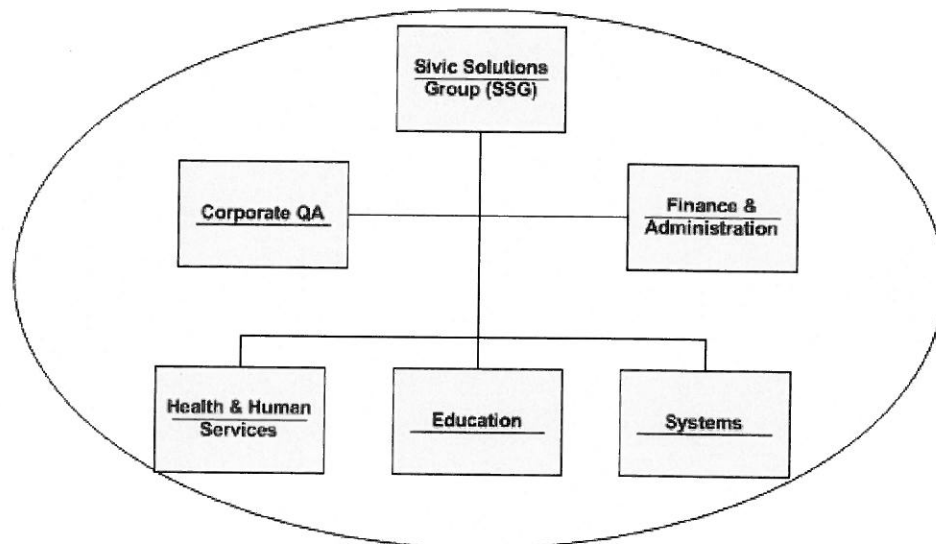 Sivic Solutions
Group (SSG)
Corporate QA
Finance &
Administration
Health & Human
Services
Education
Systems